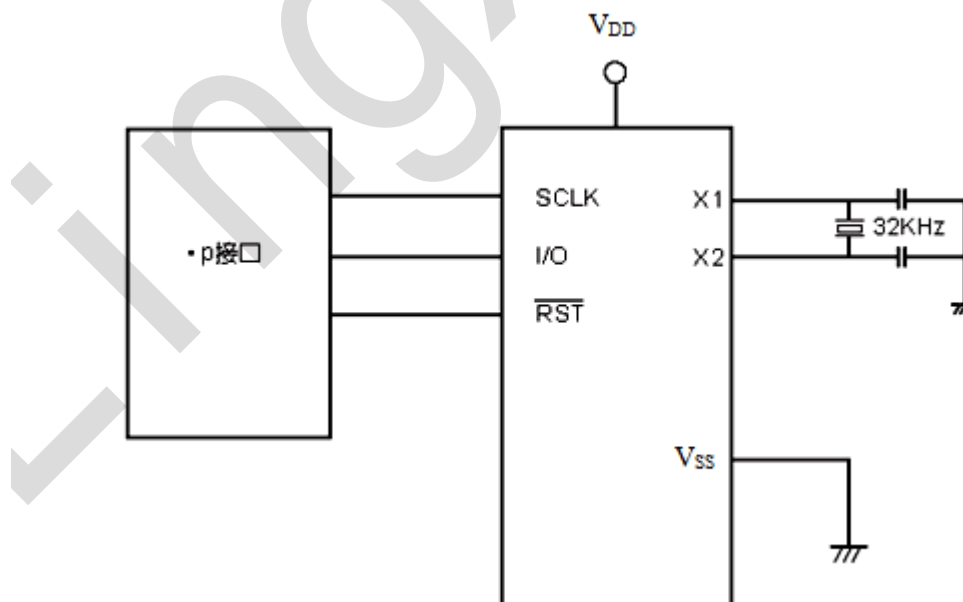 VDD
SCLK
X1
32KHz
·p接口
I/O
X2
RST
VSS